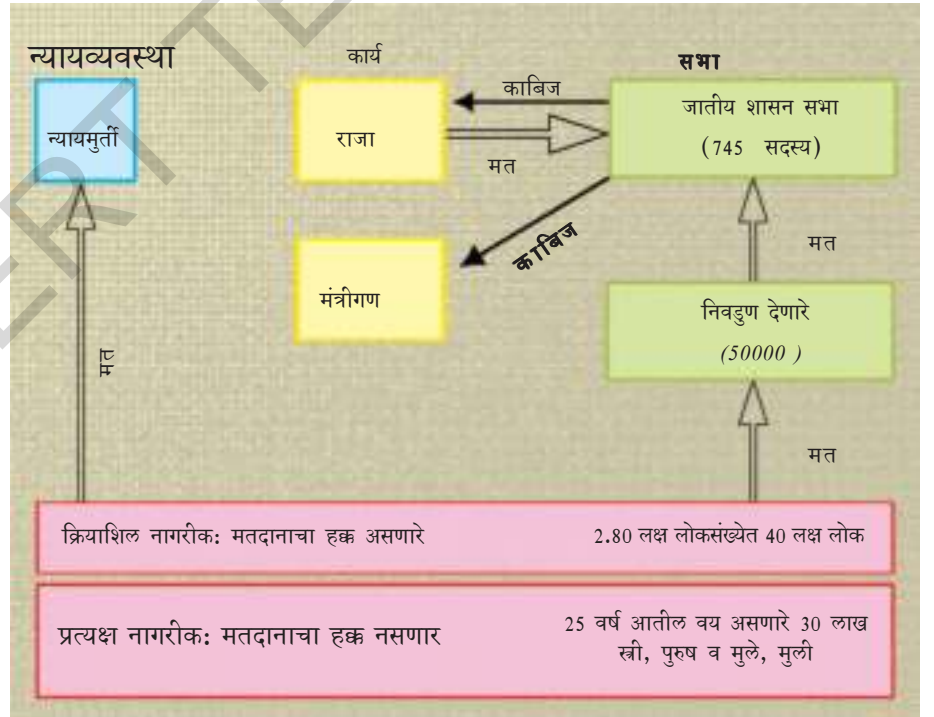 न्यायव्यवस्था
कार्य
सभा
न्यायमुर्ती
राजा
काबिज
मत
जातीय शासन सभा
(745 सदस्य)
काबिज
मत
मंत्रीगण
निवडुण देणारे
(50000 )
मत
मत
क्रियाशिल नागरीक: मतदानाचा हक्क असणारे
2.80 लक्ष लोकसंख्येत 40 लक्ष लोक
प्रत्यक्ष नागरीक: मतदानाचा हक्क नसणार
25 वर्ष आतील वय असणारे 30 लाख
स्त्री, पुरुष व मुले, मुली